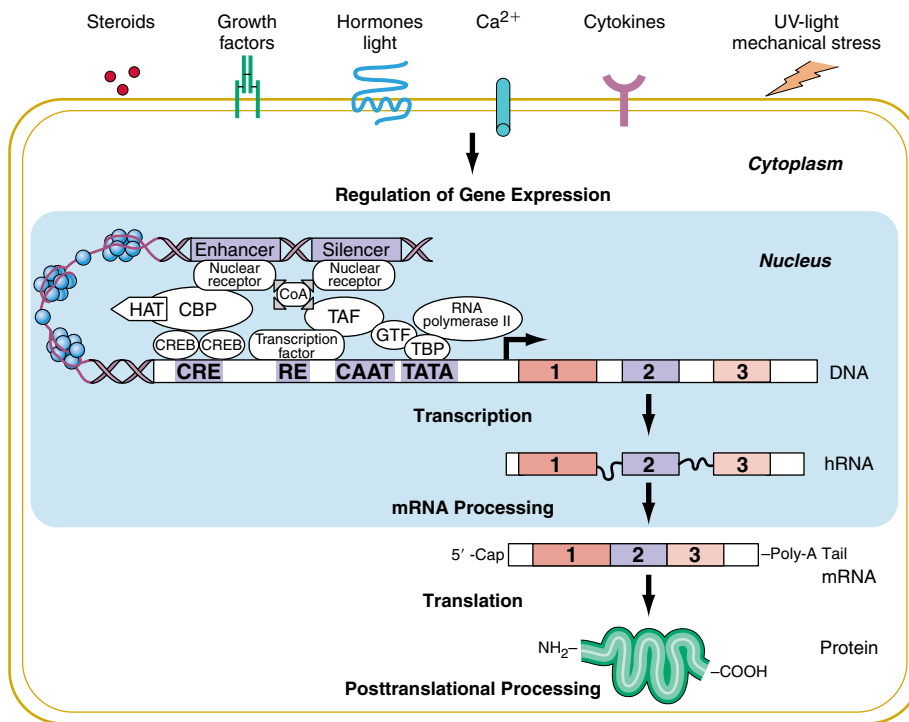 Steroids
Growth
factors
Hormones
light
Ca2+
Cytokines
UV-light
mechanical stress
Cytoplasm
Regulation of Gene Expression
Nucleus
Enhancer
Silencer
Nuclear
receptor
Nuclear
receptor
CoA
HAT
CBP
TAF
RNA
polymerase II
GTF
TBP
CREB
CREB
Transcription
factor
CRE
RE
CAAT
TATA
1
2
3
DNA
Transcription
1
2
3
hRNA
mRNA Processing
5′ -Cap
1
2
3
–Poly-A Tail
mRNA
Translation
NH2–
Protein
–COOH
Posttranslational Processing